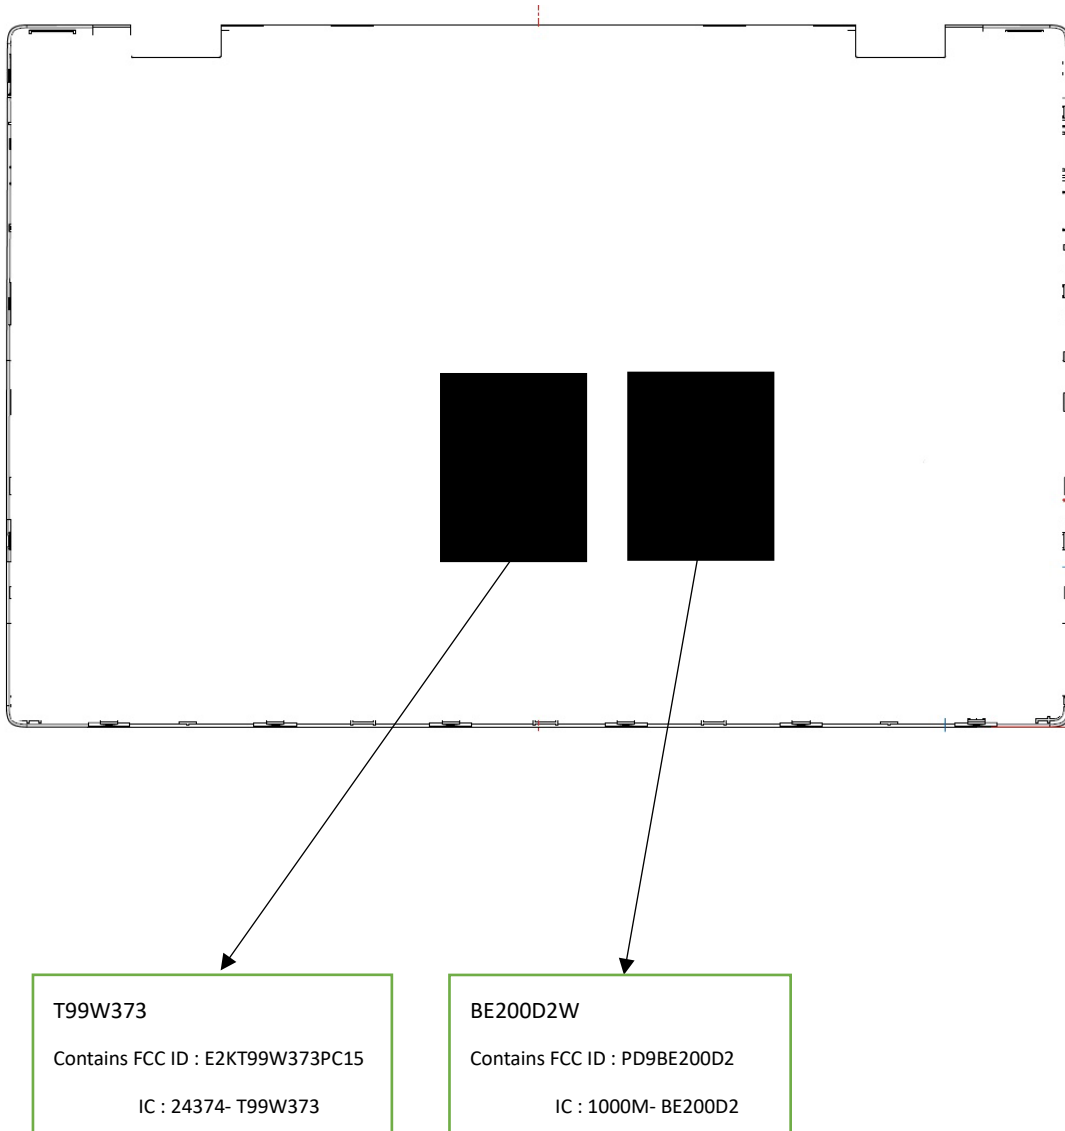 T99W373
Contains FCC ID : E2KT99W373PC15
IC : 24374- T99W373
BE200D2W
Contains FCC ID : PD9BE200D2
IC : 1000M- BE200D2